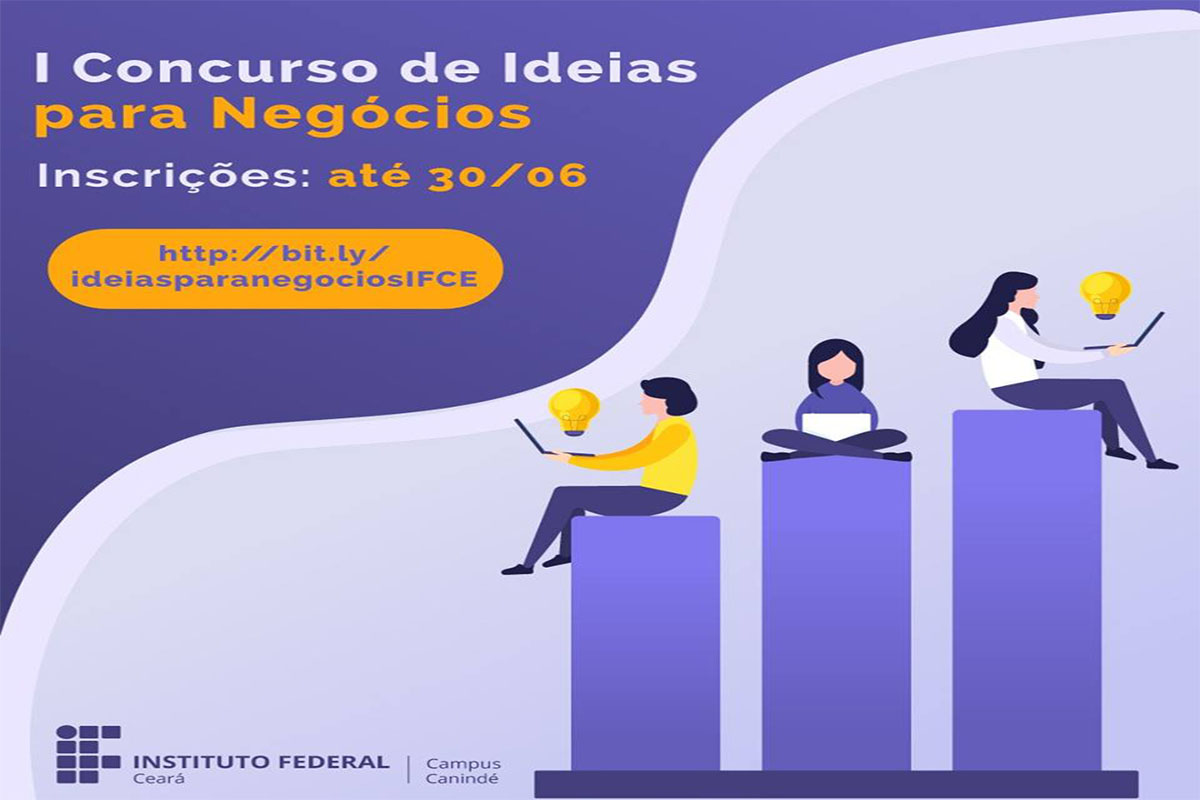 I Concurso de Ideias
para Negócios
Inscrições: até 30/06
http://bit.ly/
ideiasparanegociosIFCE
INSTITUTO FEDERAL
Ceará
Campus
Canindé